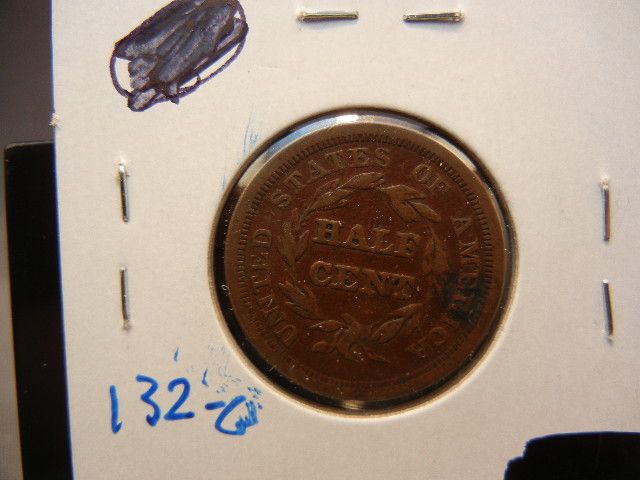 UNITED STATES OF AMERICA
HALF
CENT
132-